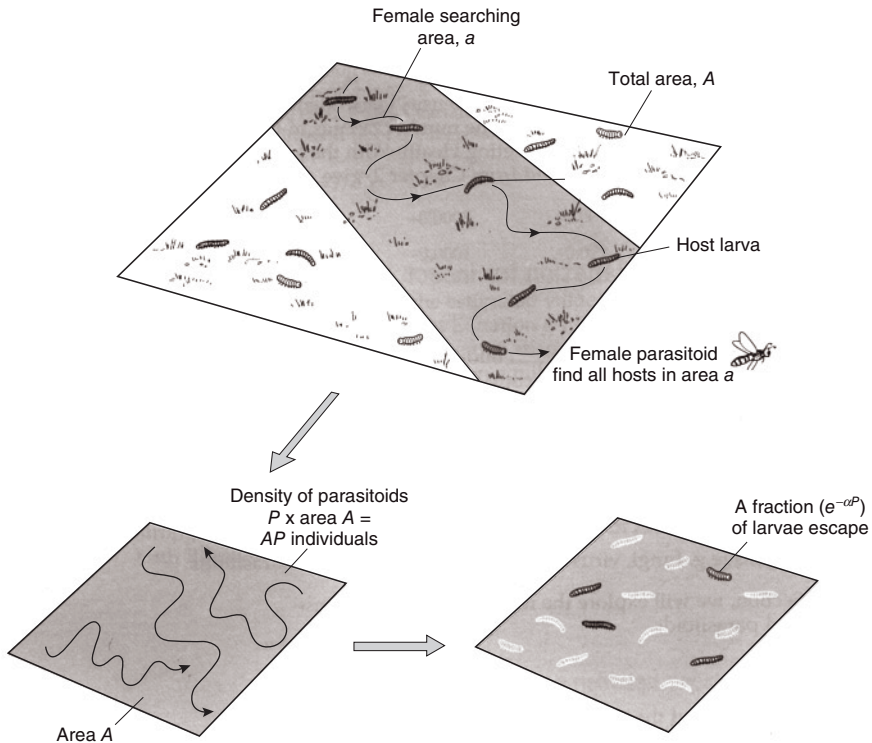 Female searching
area, a
Total area, A
Host larva
Female parasitoid
find all hosts in area a
Density of parasitoids
P x area A =
AP individuals
A fraction (e^{-αP})
of larvae escape
Area A